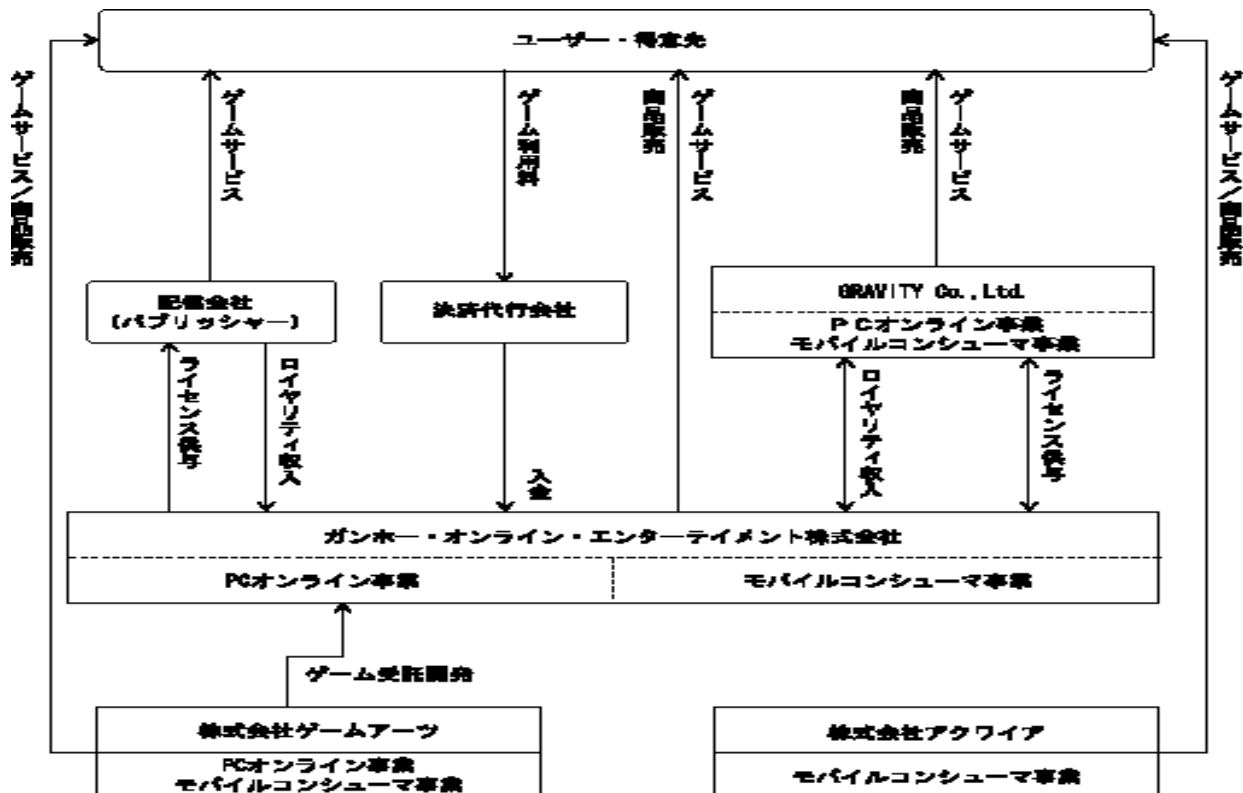 ユーザー・得意先
ゲームサービス/商品販売
ゲームサービス
ゲーム利用料
商品販売
ゲームサービス
商品販売
ゲームサービス
ゲームサービス/商品販売
配信会社
(パブリッシャー)
決済代行会社
GRAVITY Co.,Ltd.
PCオンライン事業
モバイルコンシューマ事業
ライセンス供与
ロイヤリティ収入
入金
ロイヤリティ収入
ライセンス供与
ガンホー・オンライン・エンターテイメント株式会社
PCオンライン事業
モバイルコンシューマ事業
ゲーム受託開発
株式会社ゲームアーツ
PCオンライン事業
モバイルコンシューマ事業
株式会社アクワイア
モバイルコンシューマ事業